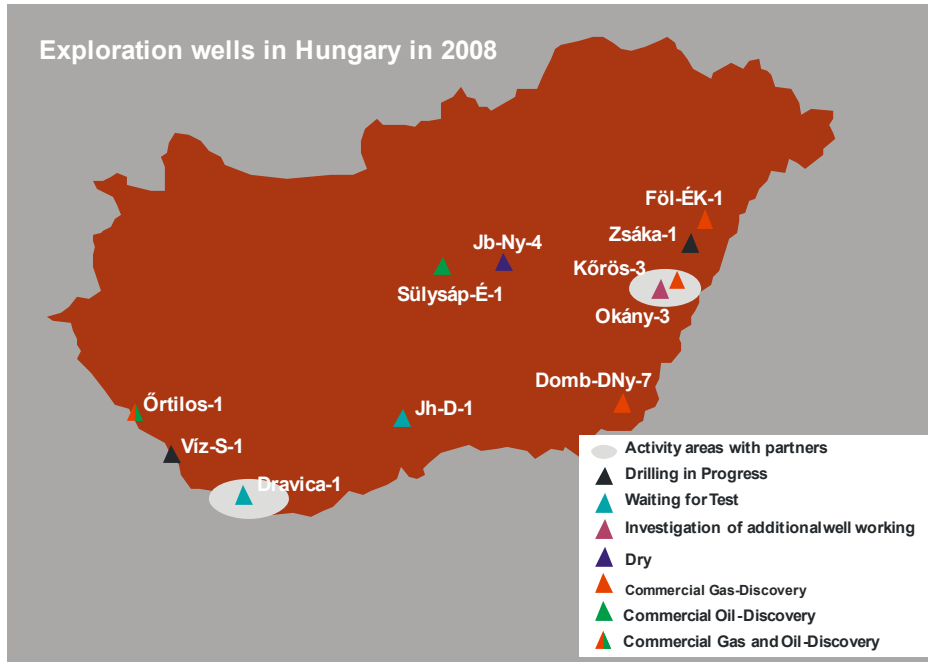 Exploration wells in Hungary in 2008
Föl-ÉK-1
Zsáka-1
Jb-Ny-4
Kőrös-3
Sülysáp-É-1
Okány-3
Domb-DNy-7
Őrtilos-1
Jh-D-1
Víz-S-1
Dravica-1
Activity areas with partners
Drilling in Progress
Waiting for Test
Investigation of additional well working
Dry
Commercial Gas-Discovery
Commercial Oil-Discovery
Commercial Gas and Oil-Discovery